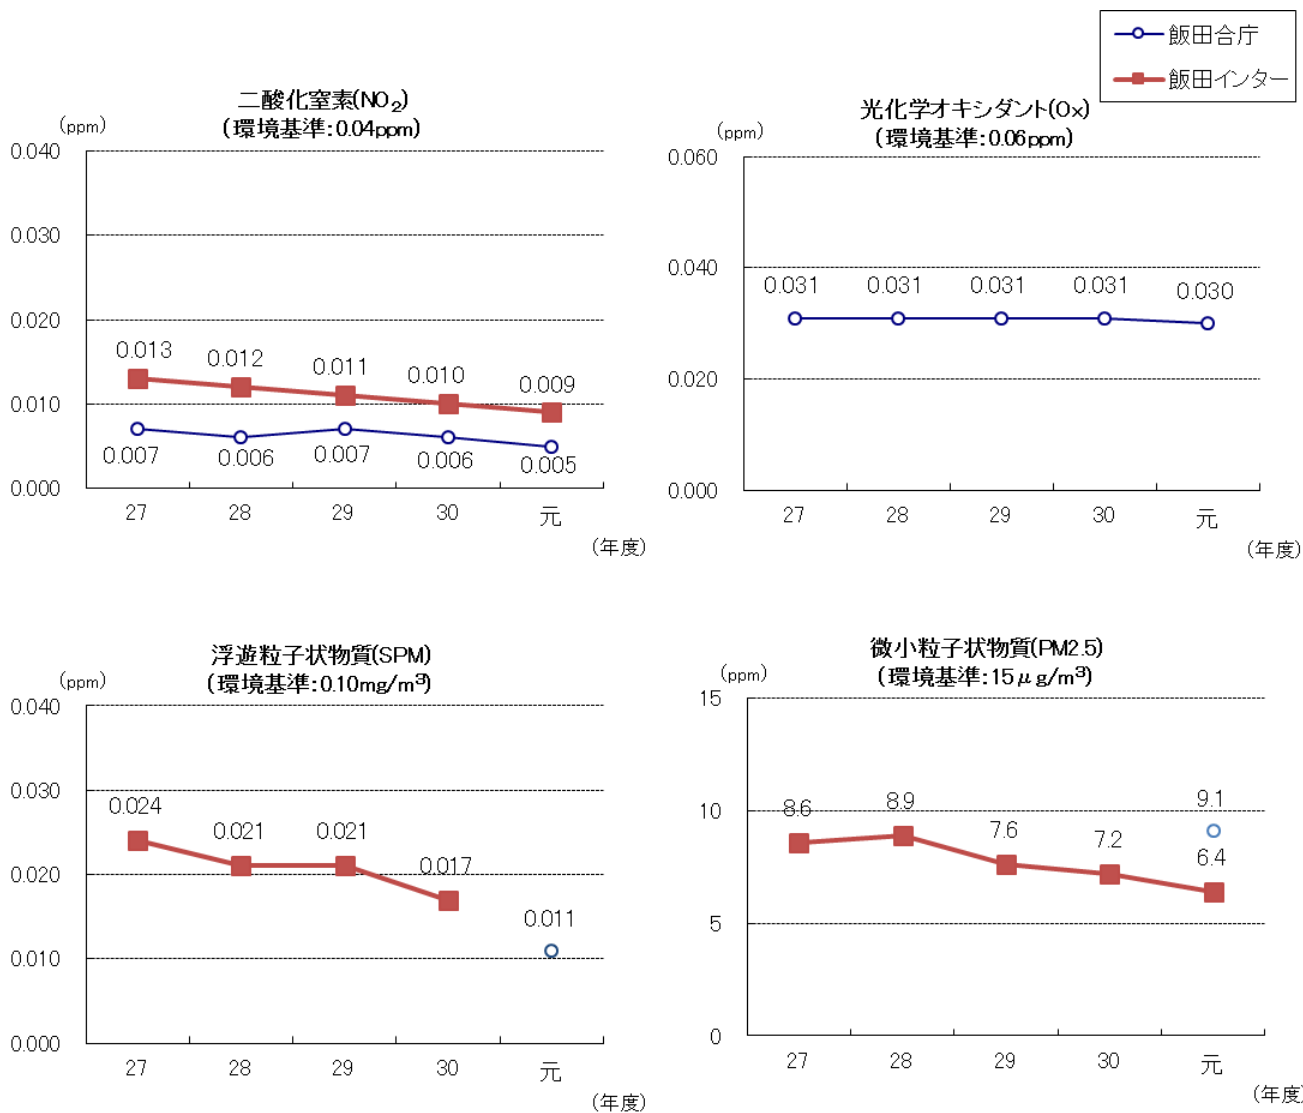 飯田合庁
飯田インター
二酸化窒素(NO₂)
(環境基準:0.04ppm)
(ppm)
0.040
0.030
0.020
0.010
0.000
0.013
0.012
0.011
0.010
0.009
0.007
0.006
0.007
0.006
0.005
27
28
29
30
元
(年度)
光化学オキシダント(Ox)
(環境基準:0.06ppm)
(ppm)
0.060
0.040
0.020
0.000
0.031
0.031
0.031
0.031
0.030
27
28
29
30
元
(年度)
浮遊粒子状物質(SPM)
(環境基準:0.10mg/m³)
(ppm)
0.040
0.030
0.020
0.010
0.000
0.024
0.021
0.021
0.017
0.011
27
28
29
30
元
(年度)
微小粒子状物質(PM2.5)
(環境基準:15μg/m³)
(ppm)
15
10
5
0
8.6
8.9
7.6
7.2
9.1
6.4
27
28
29
30
元
(年度)